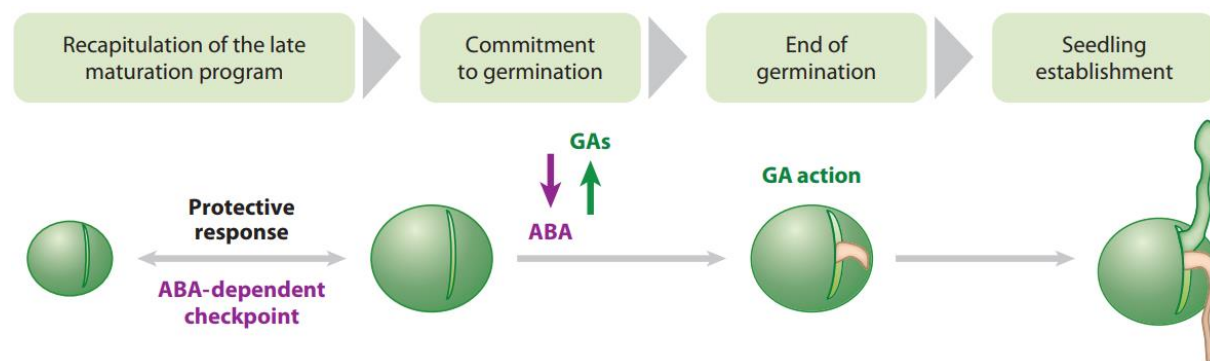 Recapitulation of the late
maturation program
Commitment
to germination
End of
germination
Seedling
establishment
Protective
response
ABA-dependent
checkpoint
GAs
ABA
GA action